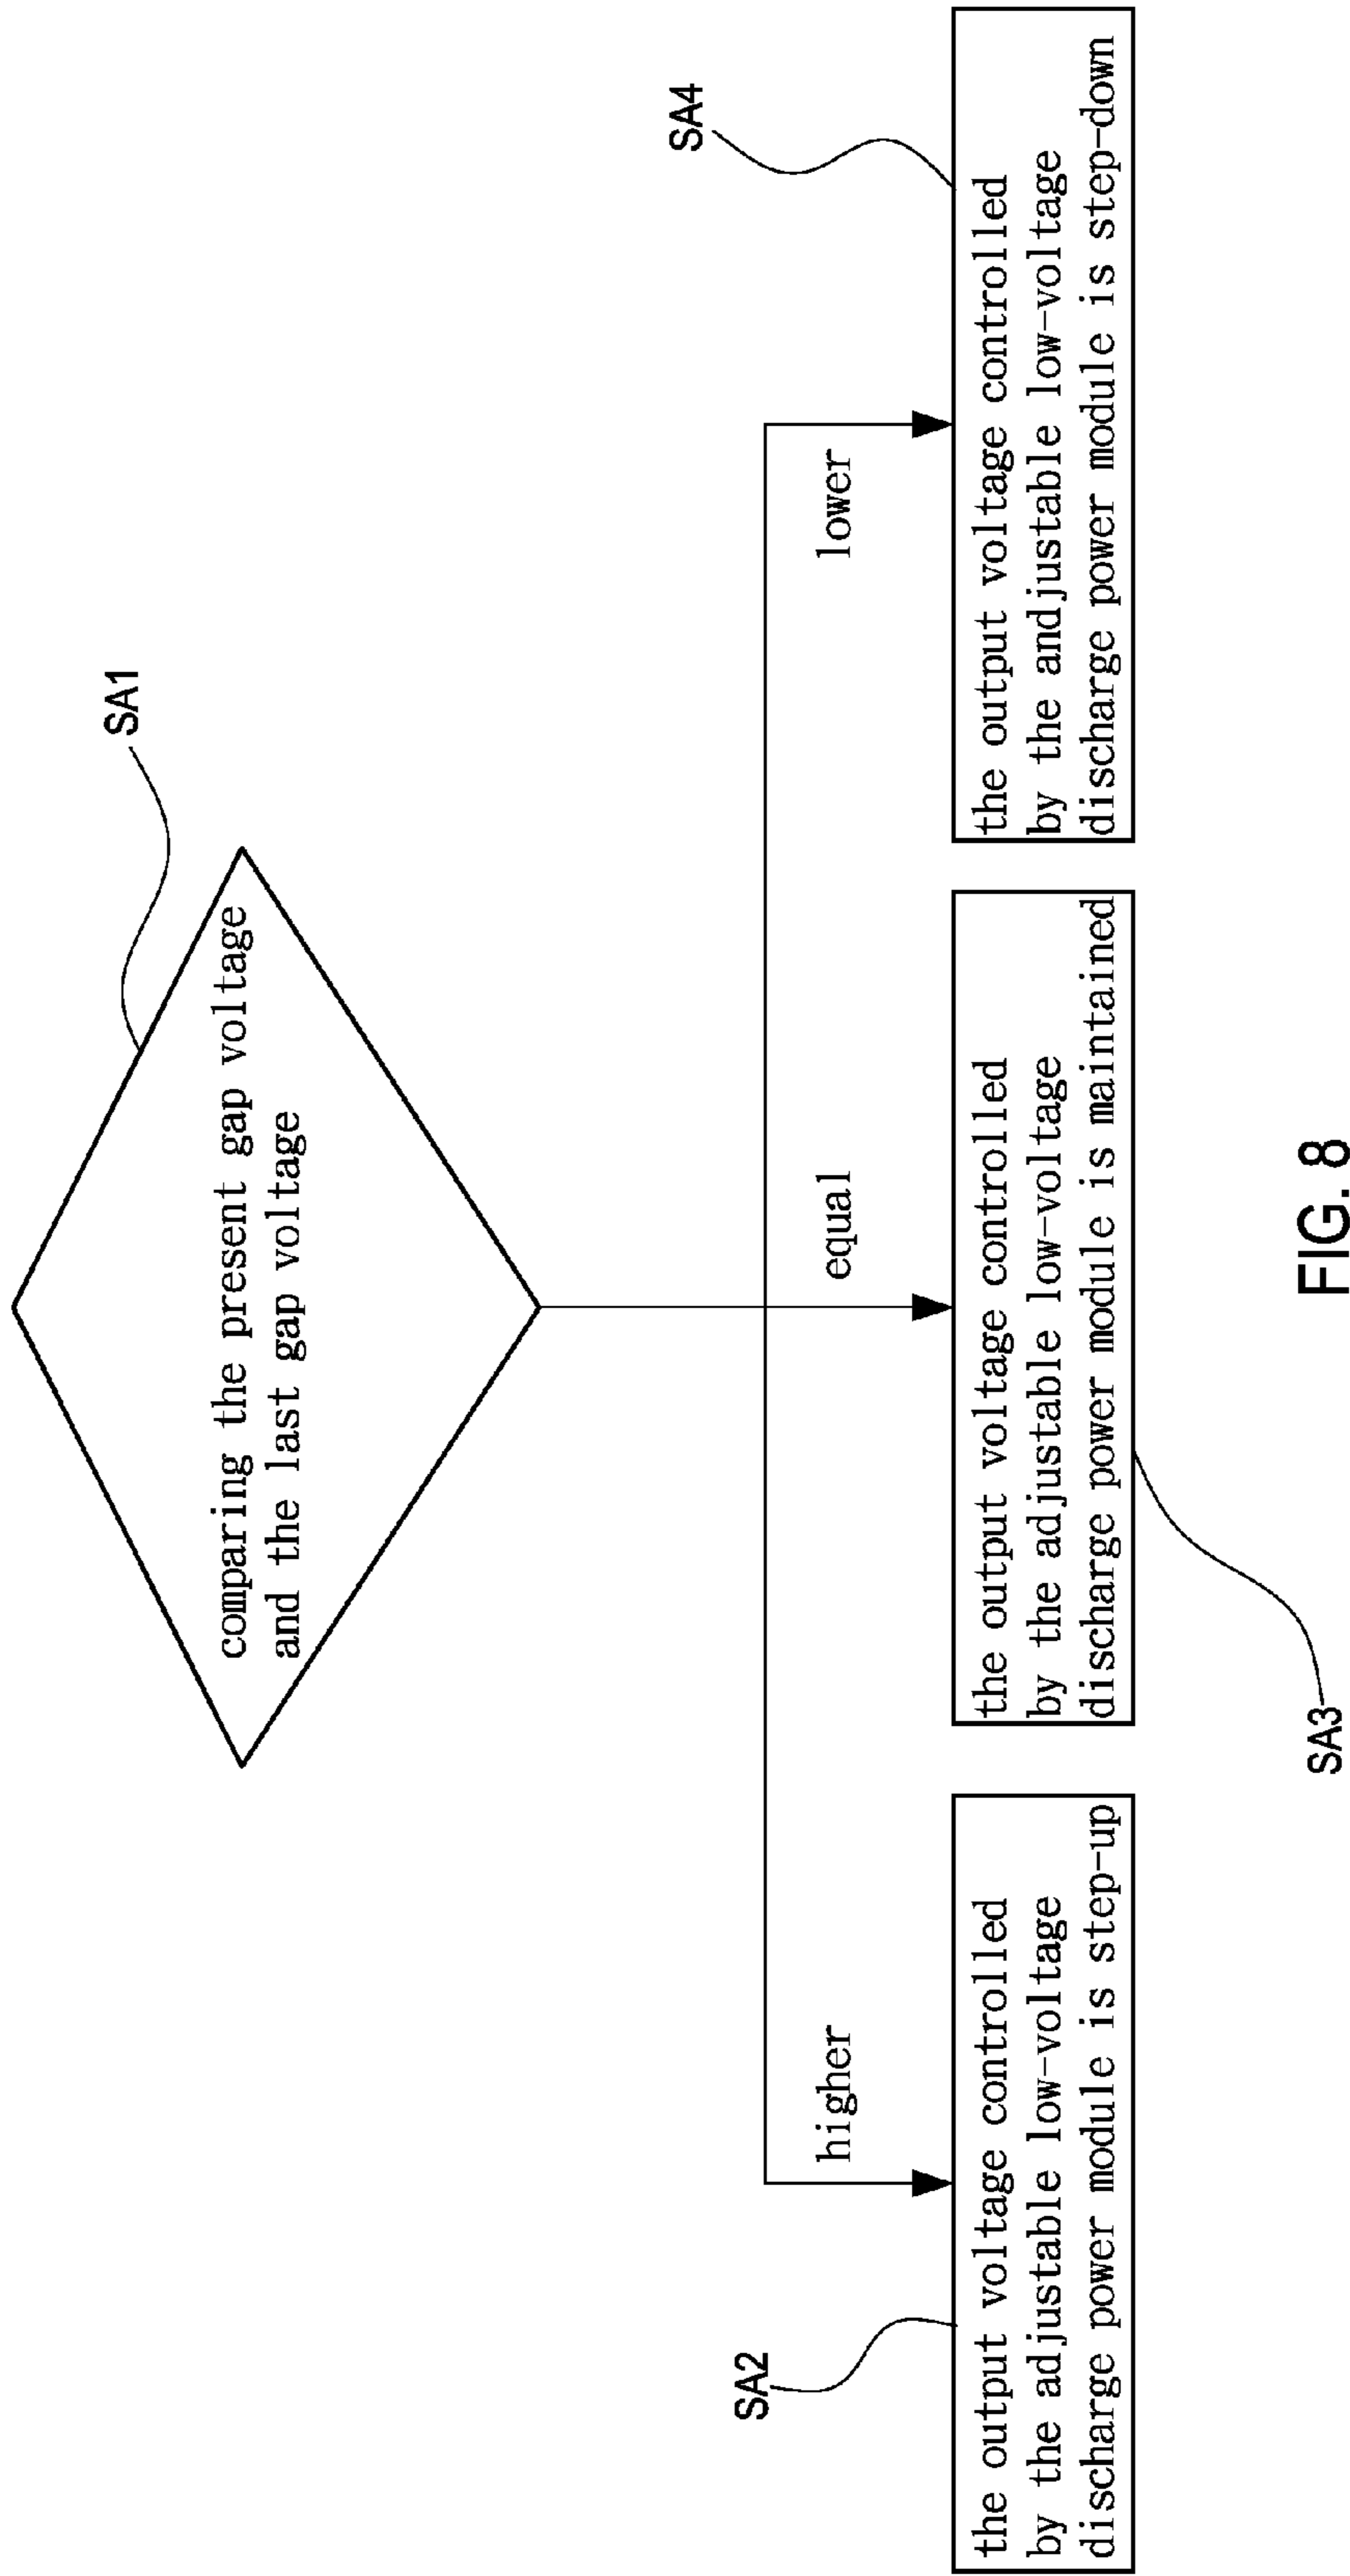 SA1
comparing the present gap voltage
and the last gap voltage
higher
equal
lower
SA2
the output voltage controlled
by the adjustable low-voltage
discharge power module is step-up
the output voltage controlled
by the adjustable low-voltage
discharge power module is maintained
SA3
SA4
the output voltage controlled
by the andjustable low-voltage
discharge power module is step-down
FIG. 8